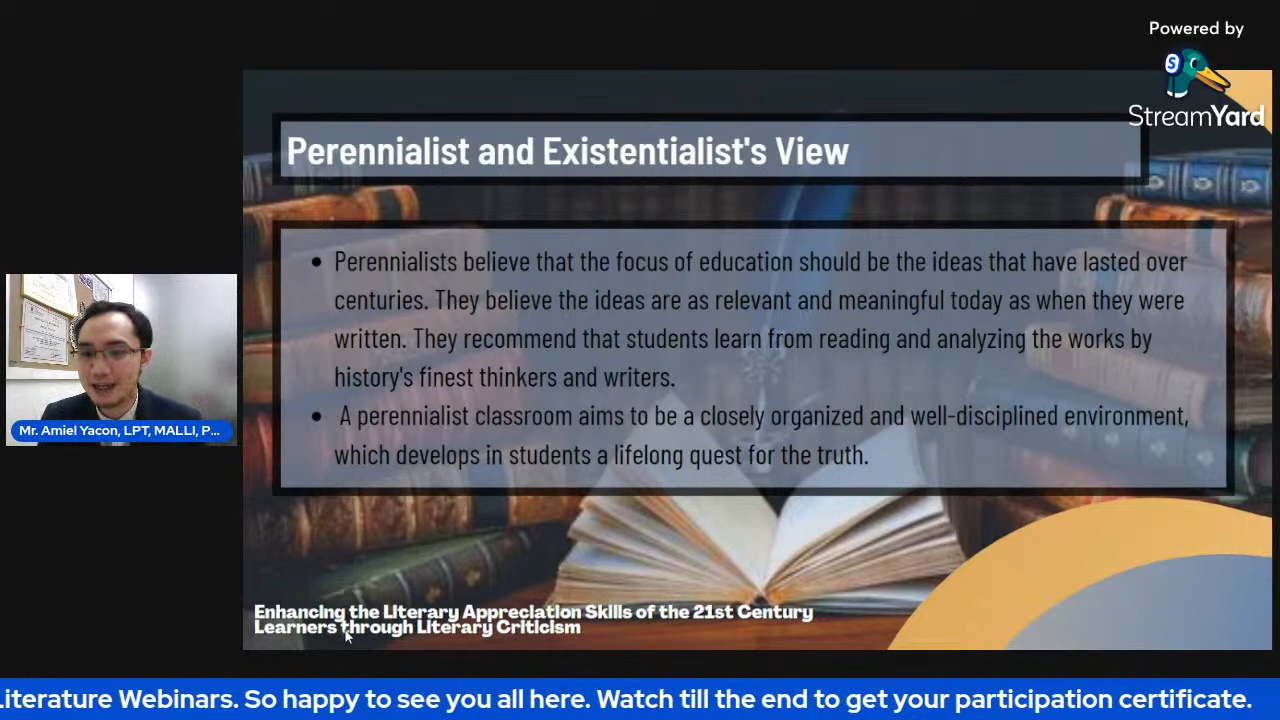 Powered by
StreamYard
Perennialist and Existentialist's View
• Perennialists believe that the focus of education should be the ideas that have lasted over
centuries. They believe the ideas are as relevant and meaningful today as when they were
written. They recommend that students learn from reading and analyzing the works by
history's finest thinkers and writers.
• A perennialist classroom aims to be a closely organized and well-disciplined environment,
which develops in students a lifelong quest for the truth.
Mr. Amiel Yacon, LPT, MALLI, P...
Enhancing the Literary Appreciation Skills of the 21st Century
Learners through Literary Criticism
Literature Webinars. So happy to see you all here. Watch till the end to get your participation certificate.